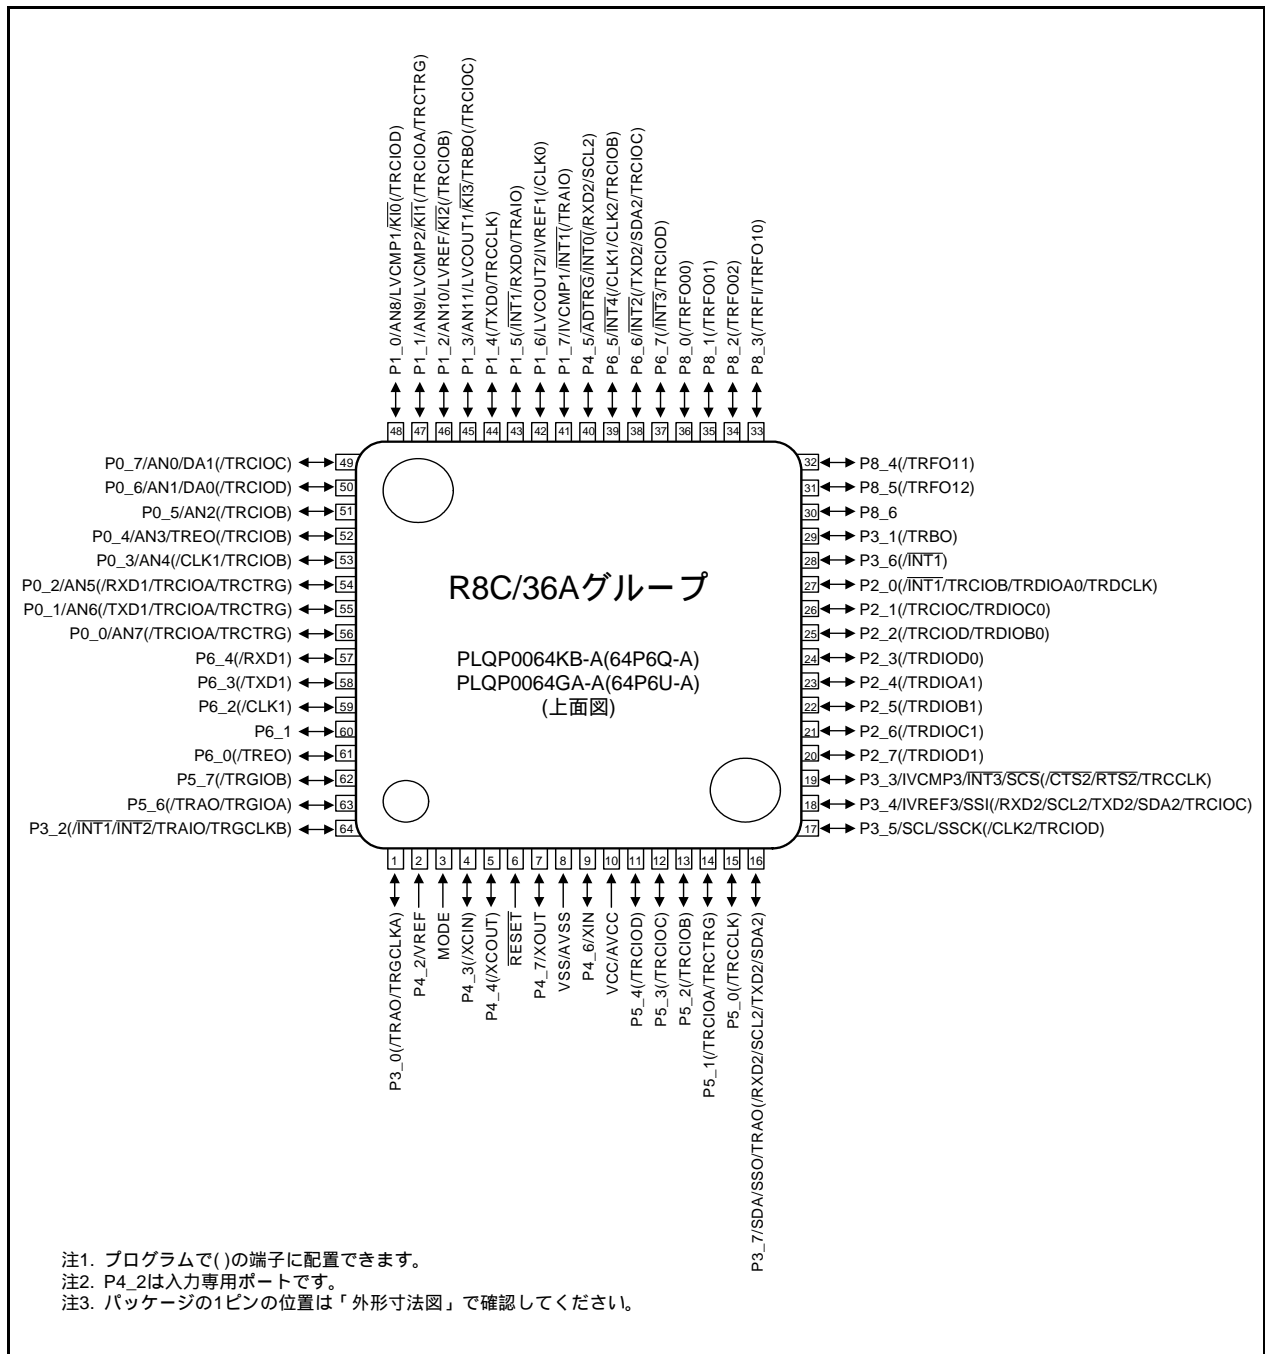 P1_0/AN8/LVCMP1/KI0(/TRCIOD)
P1_1/AN9/LVCMP2/KI1(/TRCIOA/TRCTRG)
P1_2/AN10/LVREF/KI2(/TRCIOB)
P1_3/AN11/LVCOUT1/KI3/TRBO(/TRCIOC)
P1_4(/TXD0/TRCCLK)
P1_5(/INT1/RXD0/TRAIO)
P1_6/LVCOUT2/IVREF1(/CLK0)
P1_7/IVCMP1/INT1(/TRAIO)
P4_5/ADTRG/INT0(/RXD2/SCL2)
P6_5/INT4(/CLK1/CLK2/TRCIOB)
P6_6/INT2(/TXD2/SDA2/TRCIOC)
P6_7(/INT3/TRCIOD)
P8_0(/TRFO00)
P8_1(/TRFO01)
P8_2(/TRFO02)
P8_3(/TRFI/TRFO10)
48 47 46 45 44 43 42 41 40 39 38 37 36 35 34 33
P0_7/AN0/DA1(/TRCIOC) 49
P0_6/AN1/DA0(/TRCIOD) 50
P0_5/AN2(/TRCIOB) 51
P0_4/AN3/TREO(/TRCIOB) 52
P0_3/AN4(/CLK1/TRCIOB) 53
P0_2/AN5(/RXD1/TRCIOA/TRCTRG) 54
P0_1/AN6(/TXD1/TRCIOA/TRCTRG) 55
P0_0/AN7(/TRCIOA/TRCTRG) 56
P6_4(/RXD1) 57
P6_3(/TXD1) 58
P6_2(/CLK1) 59
P6_1 60
P6_0(/TREO) 61
P5_7(/TRGIOB) 62
P5_6(/TRAO/TRGIOA) 63
P3_2(/INT1/INT2/TRAIO/TRGCLKB) 64
R8C/36Aグループ
PLQP0064KB-A(64P6Q-A)
PLQP0064GA-A(64P6U-A)
(上面図)
32 P8_4(/TRFO11)
31 P8_5(/TRFO12)
30 P8_6
29 P3_1(/TRBO)
28 P3_6(/INT1)
27 P2_0(/INT1/TRCIOB/TRDIOA0/TRDCLK)
26 P2_1(/TRCIOC/TRDIOC0)
25 P2_2(/TRCIOD/TRDIOB0)
24 P2_3(/TRDIOD0)
23 P2_4(/TRDIOA1)
22 P2_5(/TRDIOB1)
21 P2_6(/TRDIOC1)
20 P2_7(/TRDIOD1)
19 P3_3/IVCMP3/INT3/SCS(/CTS2/RTS2/TRCCLK)
18 P3_4/IVREF3/SSI(/RXD2/SCL2/TXD2/SDA2/TRCIOC)
17 P3_5/SCL/SSCK(/CLK2/TRCIOD)
1 2 3 4 5 6 7 8 9 10 11 12 13 14 15 16
P3_0(/TRAO/TRGCLKA)
P4_2/VREF
MODE
P4_3(/XCIN)
P4_4(/XCOUT)
RESET
P4_7/XOUT
VSS/AVSS
P4_6/XIN
VCC/AVCC
P5_4(/TRCIOD)
P5_3(/TRCIOC)
P5_2(/TRCIOB)
P5_1(/TRCIOA/TRCTRG)
P5_0(/TRCCLK)
P3_7/SDA/SSO/TRAO(/RXD2/SCL2/TXD2/SDA2)
注1. プログラムで( )の端子に配置できます。
注2. P4_2は入力専用ポートです。
注3. パッケージの1ピンの位置は「外形寸法図」で確認してください。